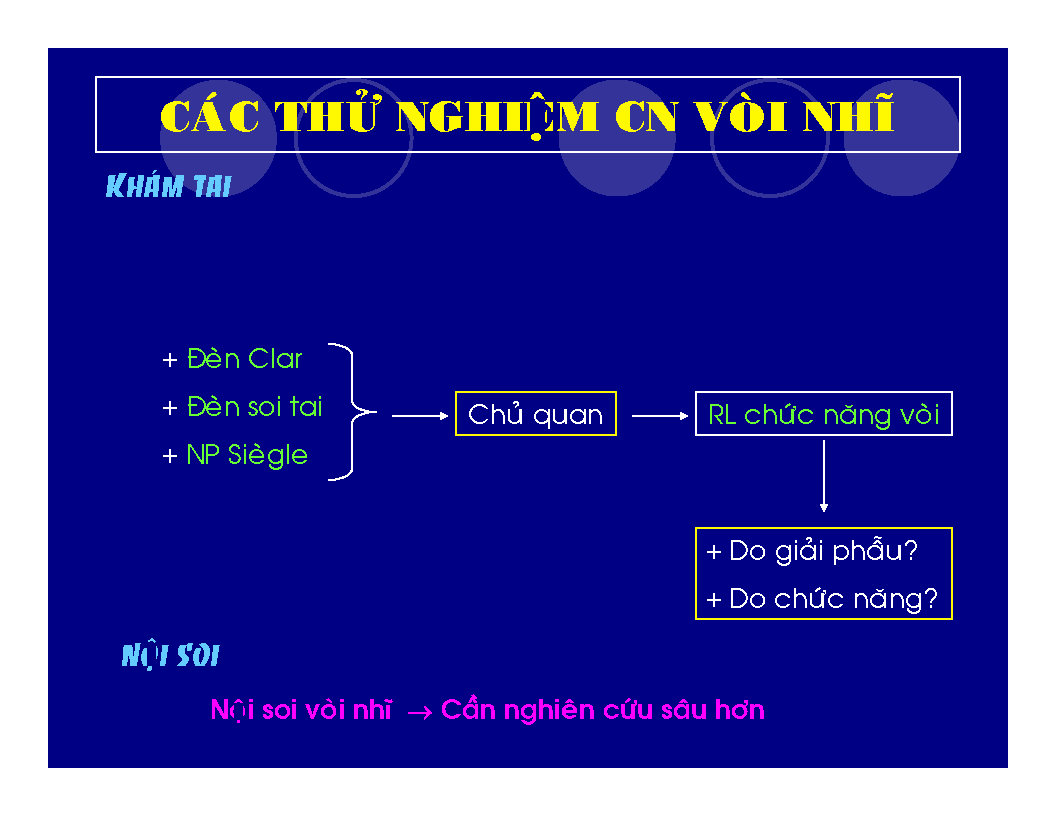 CÁC THỬ NGHIỆM CN VÒI NHĨ
KHÁM TAI
+ Đèn Clar
+ Đèn soi tai
+ NP Siègle
Chủ quan
RL chức năng vòi
+ Do giải phẫu?
+ Do chức năng?
NỘI SOI
Nội soi vòi nhĩ → Cần nghiên cứu sâu hơn